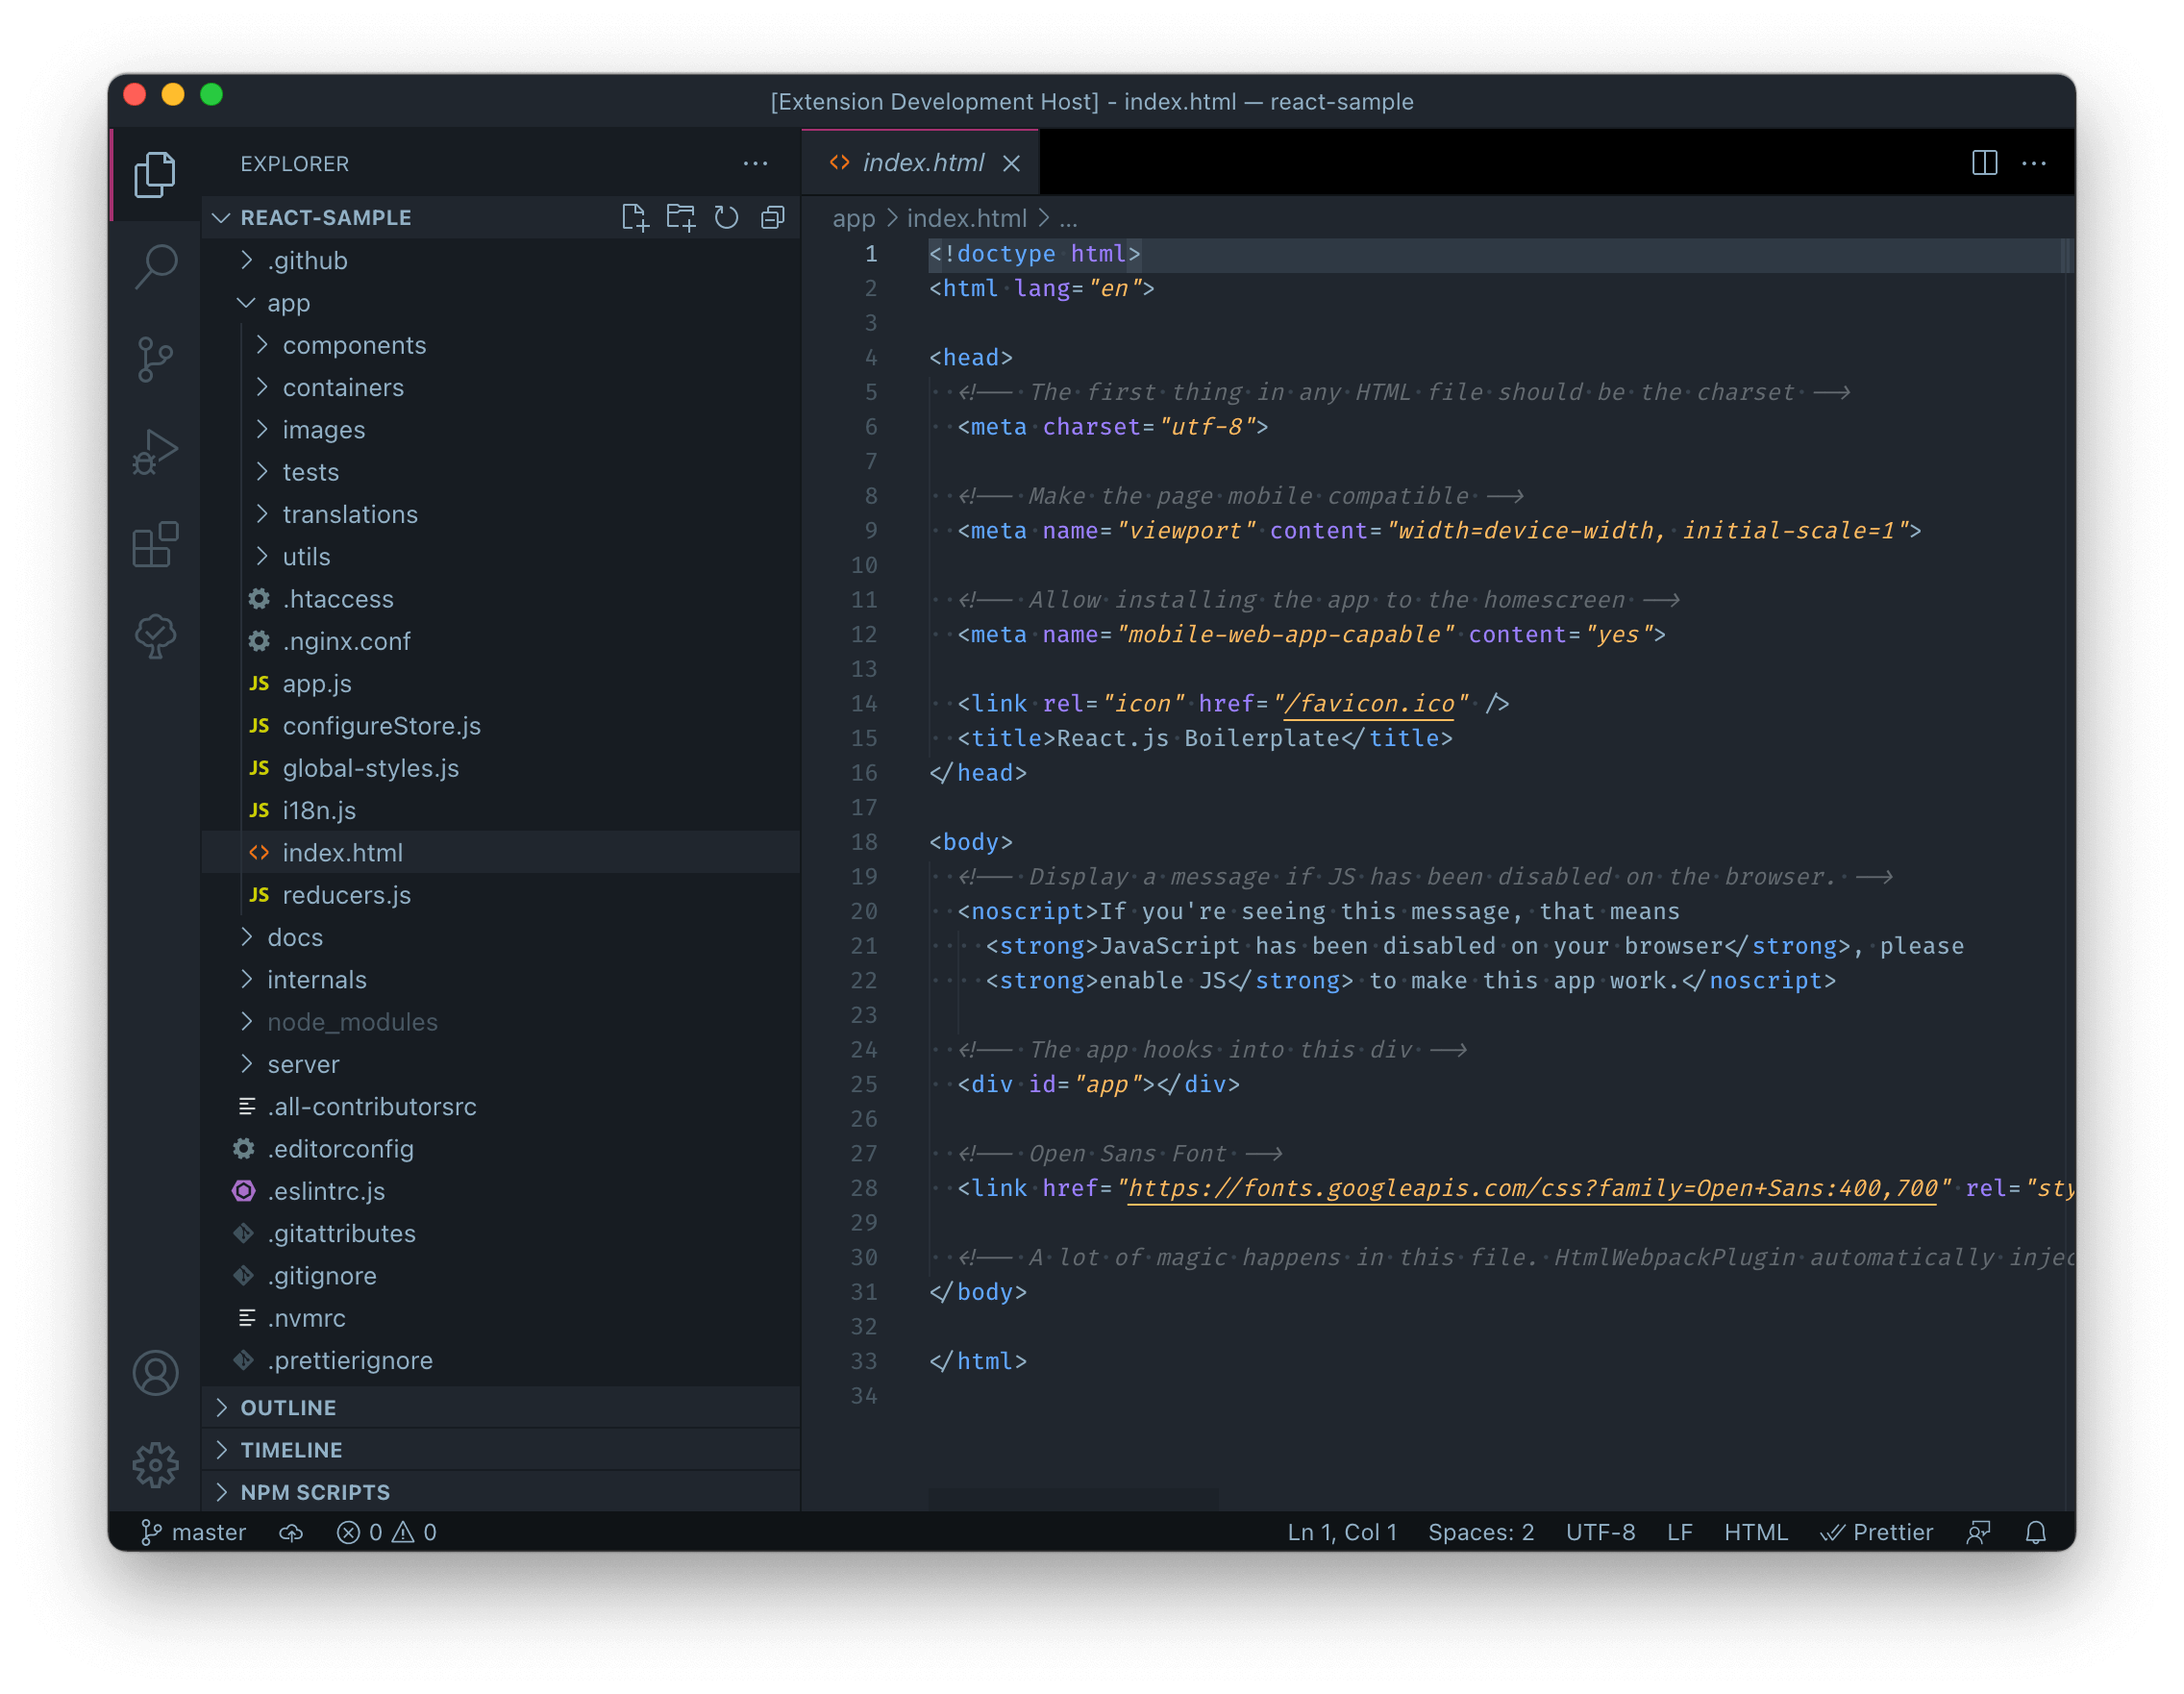 [Extension Development Host] - index.html — react-sample
EXPLORER
REACT-SAMPLE
.github
app
components
containers
images
tests
translations
utils
.htaccess
.nginx.conf
JS app.js
JS configureStore.js
JS global-styles.js
JS i18n.js
<> index.html
JS reducers.js
docs
internals
node_modules
server
.all-contributorsrc
.editorconfig
.eslintrc.js
.gitattributes
.gitignore
.nvmrc
.prettierignore
OUTLINE
TIMELINE
NPM SCRIPTS
<> index.html
app > index.html > ...
1 <!doctype html>
2 <html lang="en">
3
4 <head>
5   <!-- The first thing in any HTML file should be the charset -->
6   <meta charset="utf-8">
7
8   <!-- Make the page mobile compatible -->
9   <meta name="viewport" content="width=device-width, initial-scale=1">
10
11   <!-- Allow installing the app to the homescreen -->
12   <meta name="mobile-web-app-capable" content="yes">
13
14   <link rel="icon" href="/favicon.ico" />
15   <title>React.js Boilerplate</title>
16 </head>
17
18 <body>
19   <!-- Display a message if JS has been disabled on the browser. -->
20   <noscript>If you're seeing this message, that means
21     <strong>JavaScript has been disabled on your browser</strong>, please
22     <strong>enable JS</strong> to make this app work.</noscript>
23
24   <!-- The app hooks into this div -->
25   <div id="app"></div>
26
27   <!-- Open Sans Font -->
28   <link href="https://fonts.googleapis.com/css?family=Open+Sans:400,700" rel="sty
29
30   <!-- A lot of magic happens in this file. HtmlWebpackPlugin automatically injec
31 </body>
32
33 </html>
34
master 0 0 Ln 1, Col 1 Spaces: 2 UTF-8 LF HTML Prettier